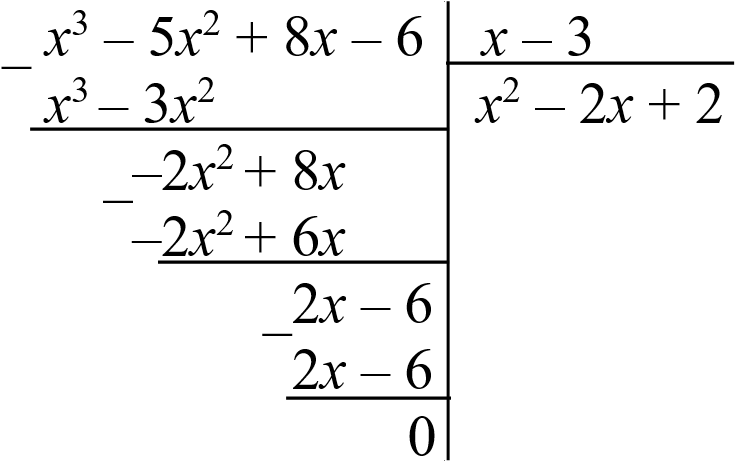 x³ – 5x² + 8x – 6 x – 3
–
x³ – 3x² x² – 2x + 2
–2x² + 8x
–
–2x² + 6x
2x – 6
–
2x – 6
0